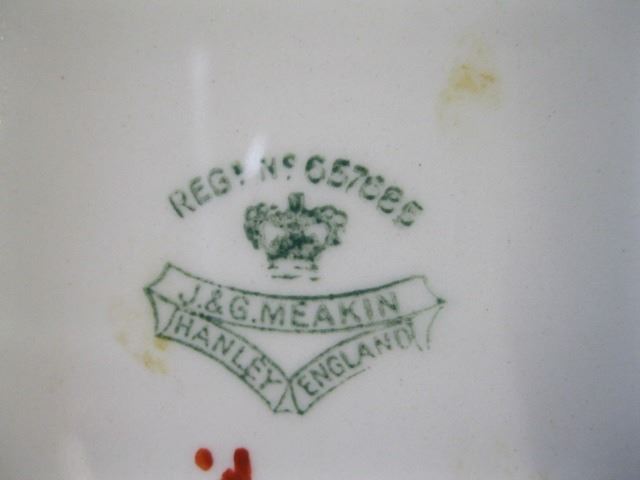 REGD. No. 657685
J.&G.MEAKIN
HANLEY ENGLAND